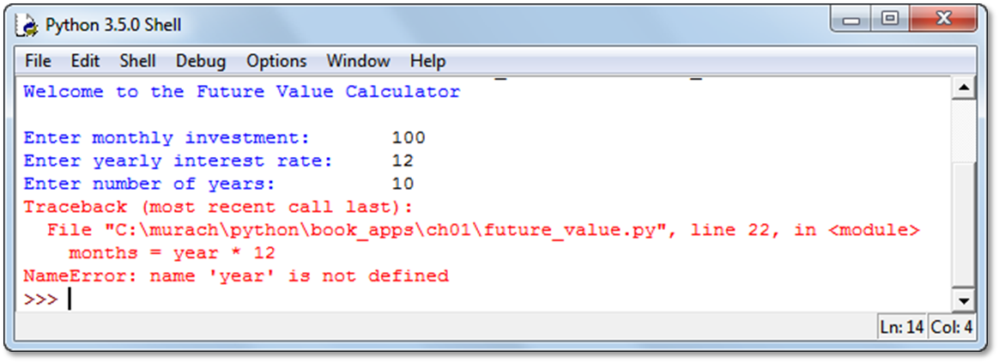 Python 3.5.0 Shell
File Edit Shell Debug Options Window Help
Welcome to the Future Value Calculator
Enter monthly investment: 100
Enter yearly interest rate: 12
Enter number of years: 10
Traceback (most recent call last):
File "C:\murach\python\book_apps\ch01\future_value.py", line 22, in <module>
months = year * 12
NameError: name 'year' is not defined
>>>
Ln: 14 Col: 4